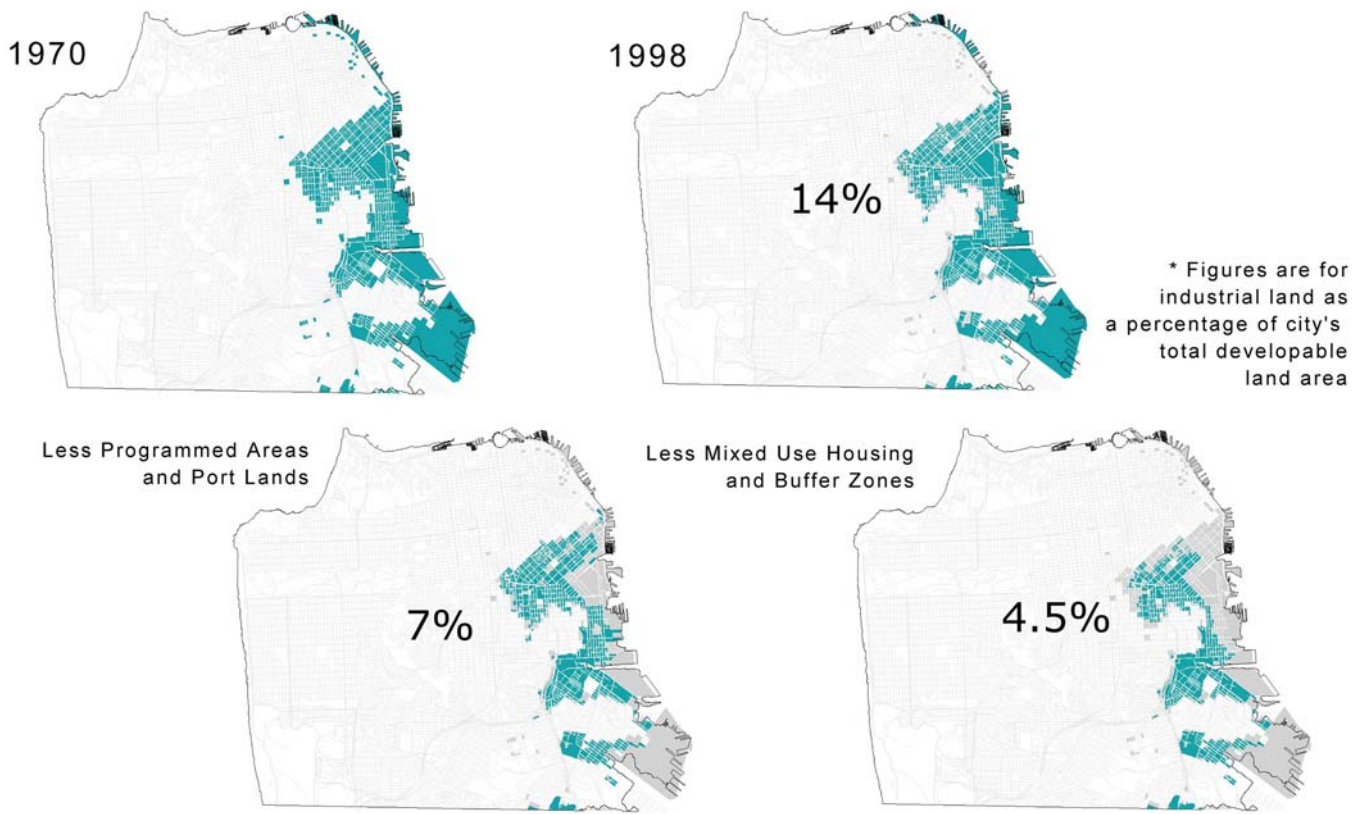 1970
1998
14%
* Figures are for
industrial land as
a percentage of city's
total developable
land area
Less Programmed Areas
and Port Lands
7%
Less Mixed Use Housing
and Buffer Zones
4.5%